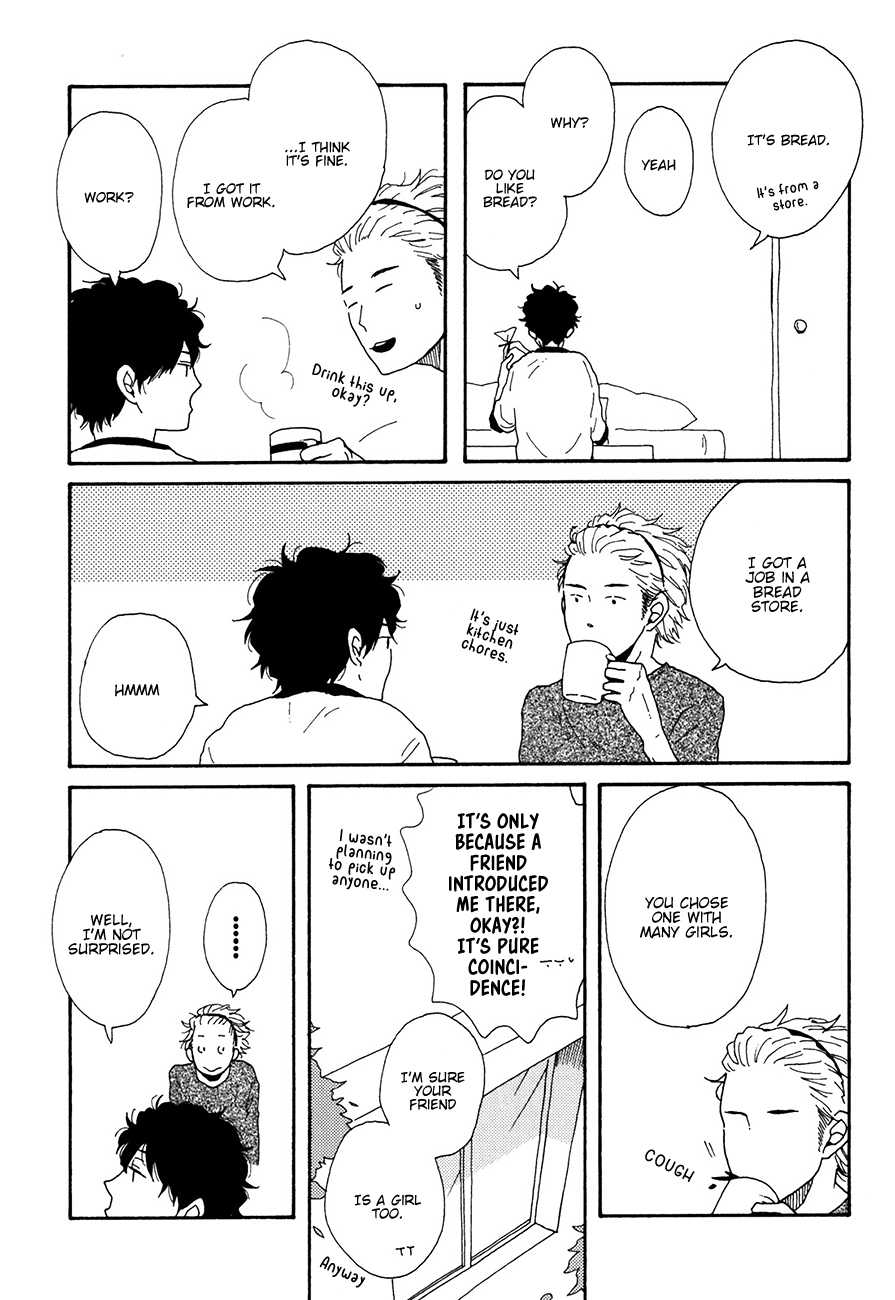 IT'S BREAD.
It's from a
store.
YEAH
WHY?
DO YOU
LIKE
BREAD?
...I THINK
IT'S FINE.
I GOT IT
FROM WORK.
WORK?
Drink this up,
okay?
I GOT A
JOB IN A
BREAD
STORE.
It's just
kitchen
chores.
HMMM
YOU CHOSE
ONE WITH
MANY GIRLS.
COUGH
IT'S ONLY
BECAUSE A
FRIEND
INTRODUCED
ME THERE,
OKAY?!
IT'S PURE
COINCI-
DENCE!
I wasn't
planning
to pick up
anyone...
I'M SURE
YOUR
FRIEND
IS A GIRL
TOO.
TT
Anyway
......
WELL,
I'M NOT
SURPRISED.